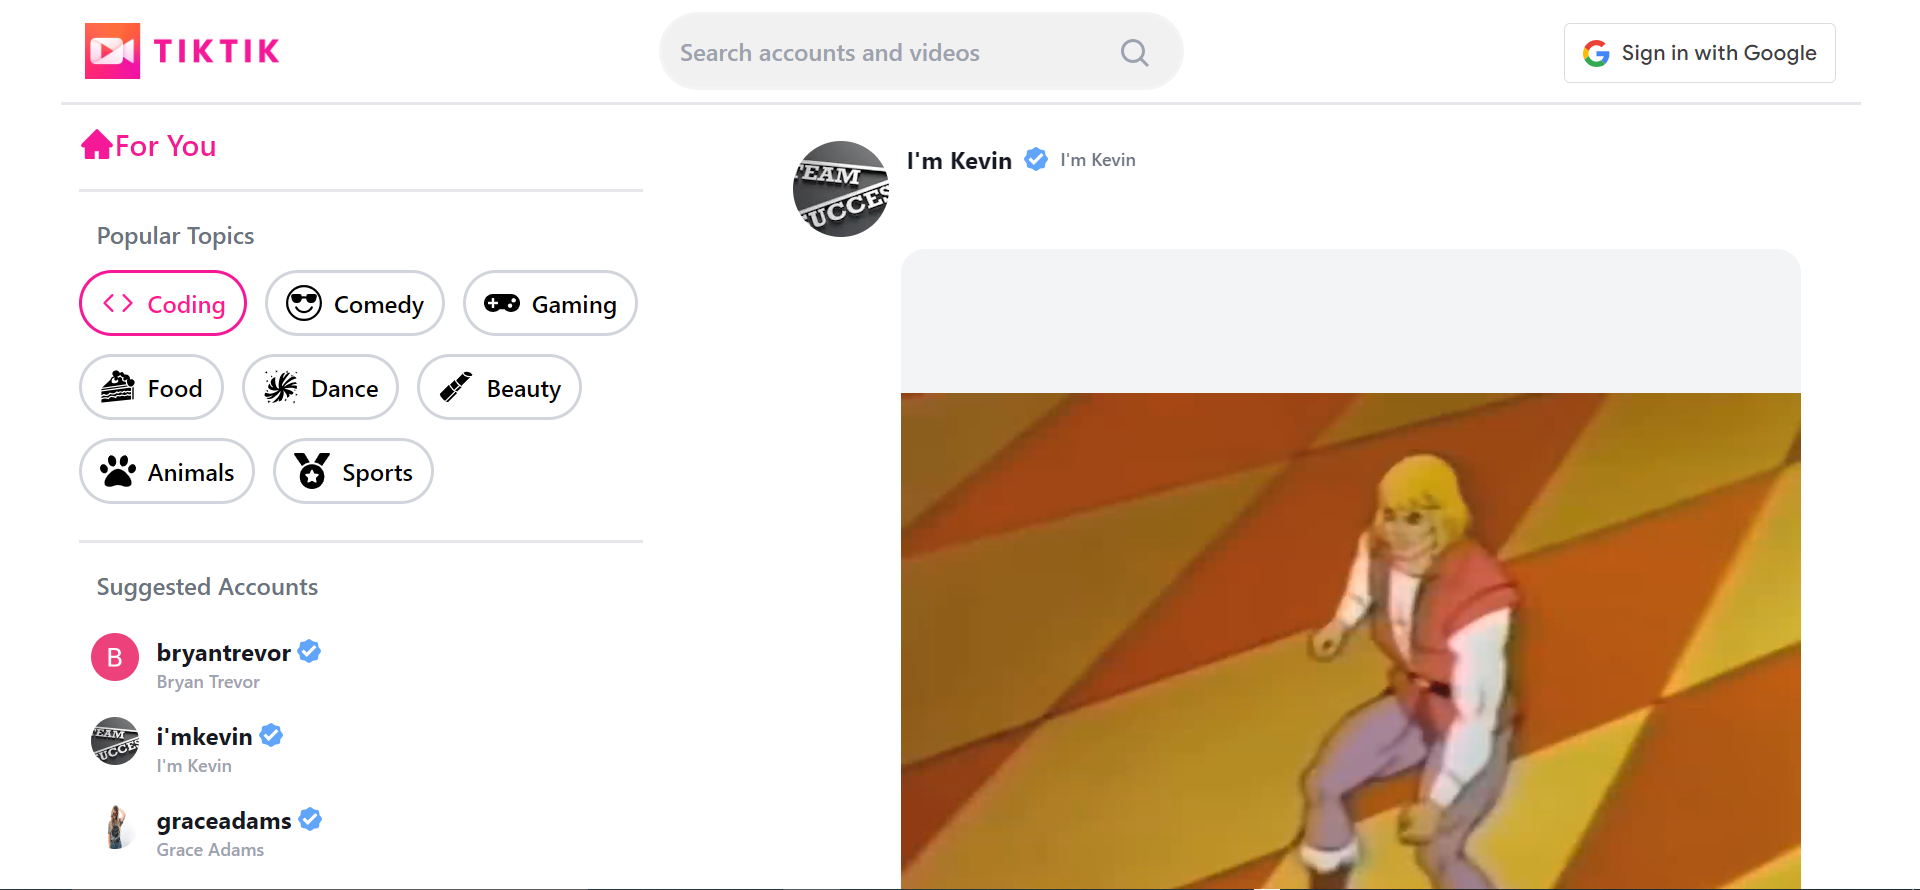 TIKTIK
Search accounts and videos
Sign in with Google
For You
Popular Topics
Coding
Comedy
Gaming
Food
Dance
Beauty
Animals
Sports
Suggested Accounts
B
bryantrevor
Bryan Trevor
i'mkevin
I'm Kevin
graceadams
Grace Adams
TEAM
SUCCES
I'm Kevin I'm Kevin